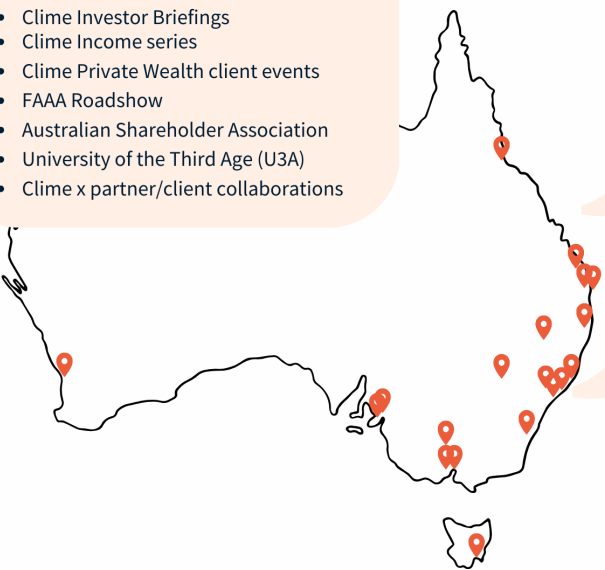 • Clime Investor Briefings
• Clime Income series
• Clime Private Wealth client events
• FAAA Roadshow
• Australian Shareholder Association
• University of the Third Age (U3A)
• Clime x partner/client collaborations